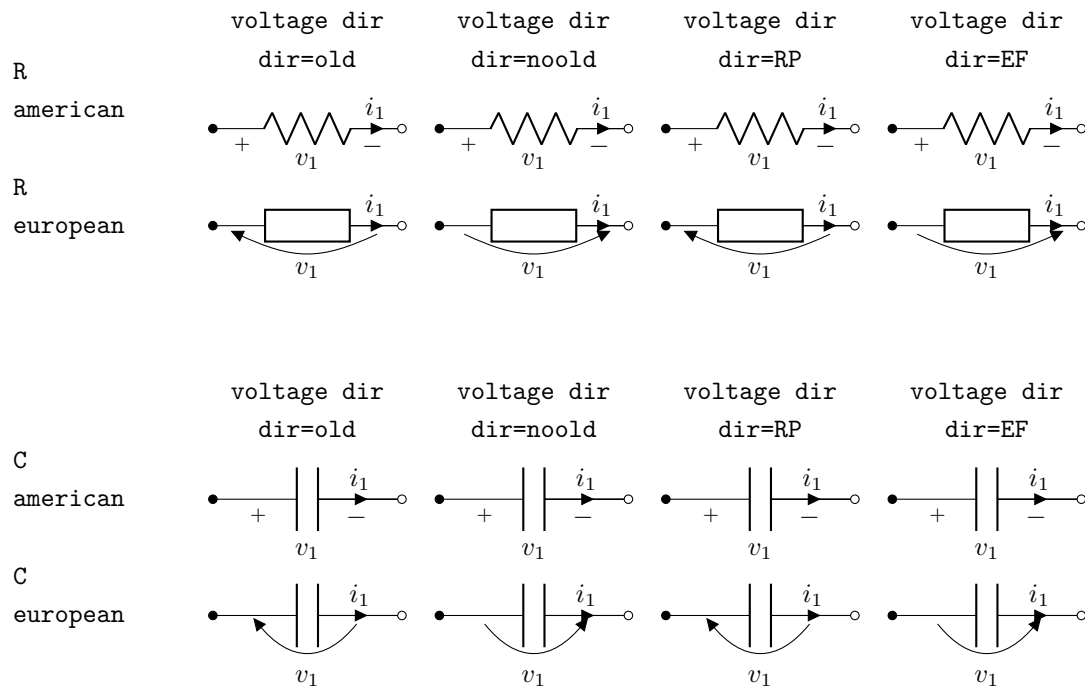 voltage dir voltage dir voltage dir voltage dir
dir=old dir=noold dir=RP dir=EF
R
american
i₁ i₁ i₁ i₁
+ − + − + − + −
v₁ v₁ v₁ v₁
R
european
i₁ i₁ i₁ i₁
v₁ v₁ v₁ v₁
voltage dir voltage dir voltage dir voltage dir
dir=old dir=noold dir=RP dir=EF
C
american
i₁ i₁ i₁ i₁
+ − + − + − + −
v₁ v₁ v₁ v₁
C
european
i₁ i₁ i₁ i₁
v₁ v₁ v₁ v₁